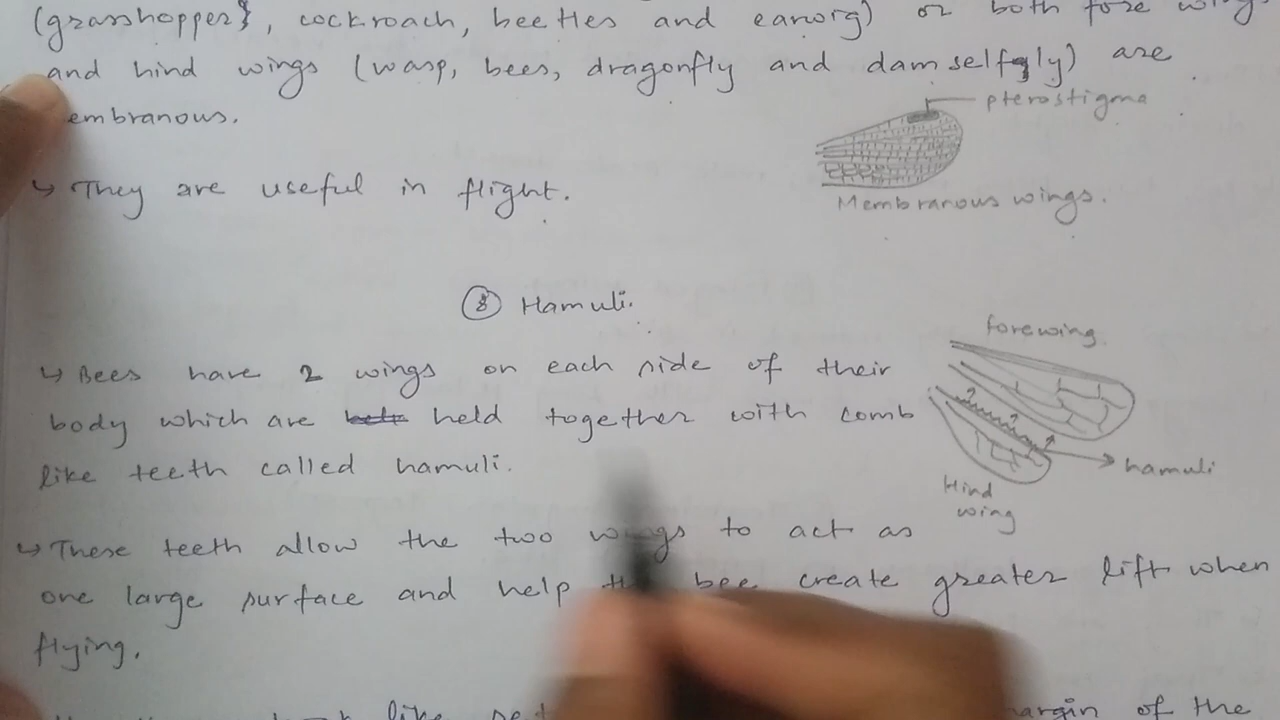 (grasshopper}, cockroach, beetles and earwig) or both fore wings
and hind wings (wasp, bees, dragonfly and damselfly) are
embranous.
pterostigma
↳ They are useful in flight.
Membranous wings.
⑧ Hamuli.
forewing
↳ Bees have 2 wings on each side of their
body which are held together with comb
like teeth called hamuli.
hamuli
Hind
wing
↳ These teeth allow the two wings to act as
one large surface and help the bee create greater lift when
flying.
like margin of the